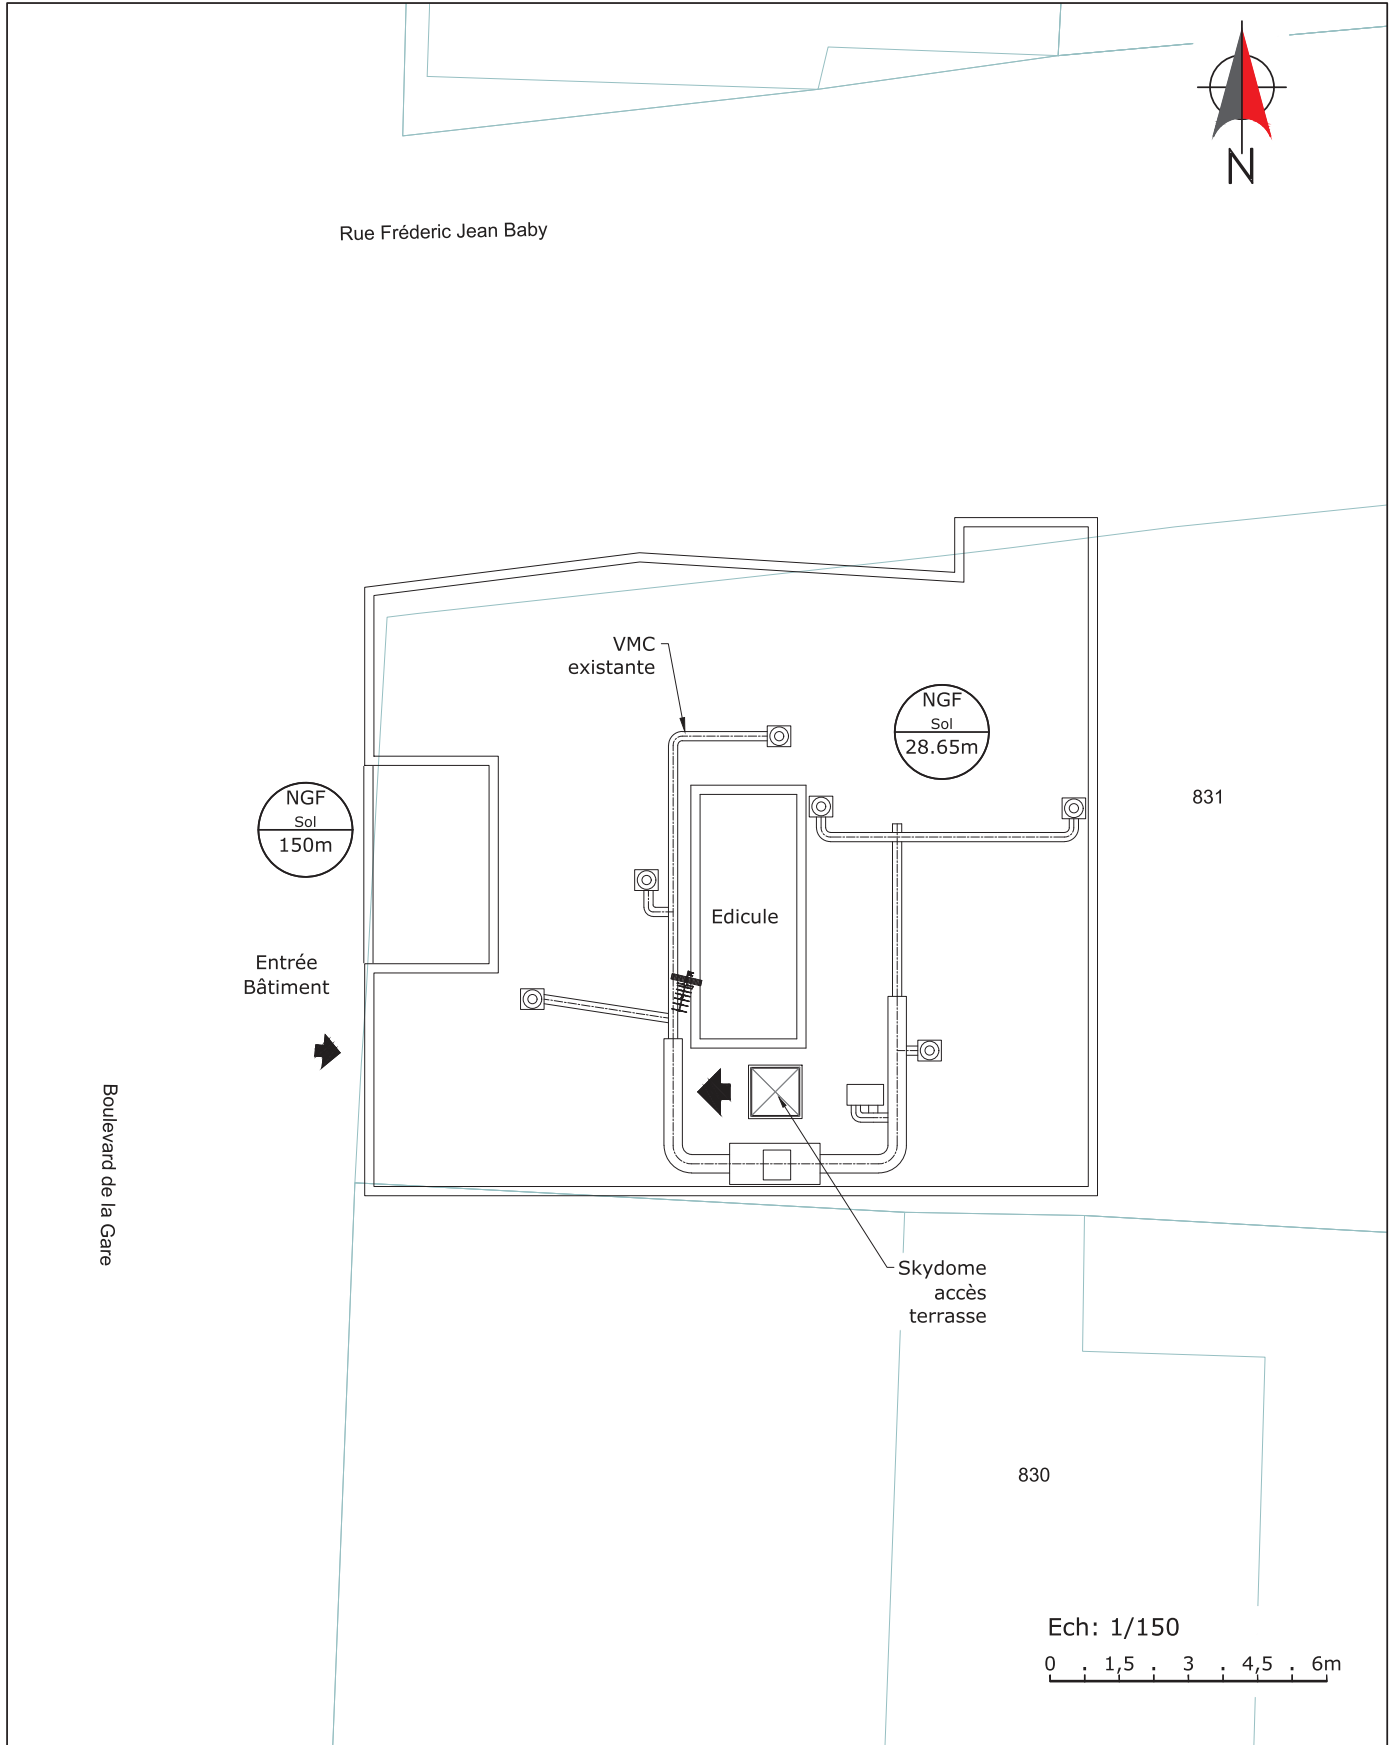 N
Rue Fréderic Jean Baby
VMC
existante
NGF
Sol
28.65m
NGF
Sol
150m
831
Edicule
Entrée
Bâtiment
Boulevard de la Gare
Skydome
accès
terrasse
830
Ech: 1/150
0 . 1,5 . 3 . 4,5 . 6m